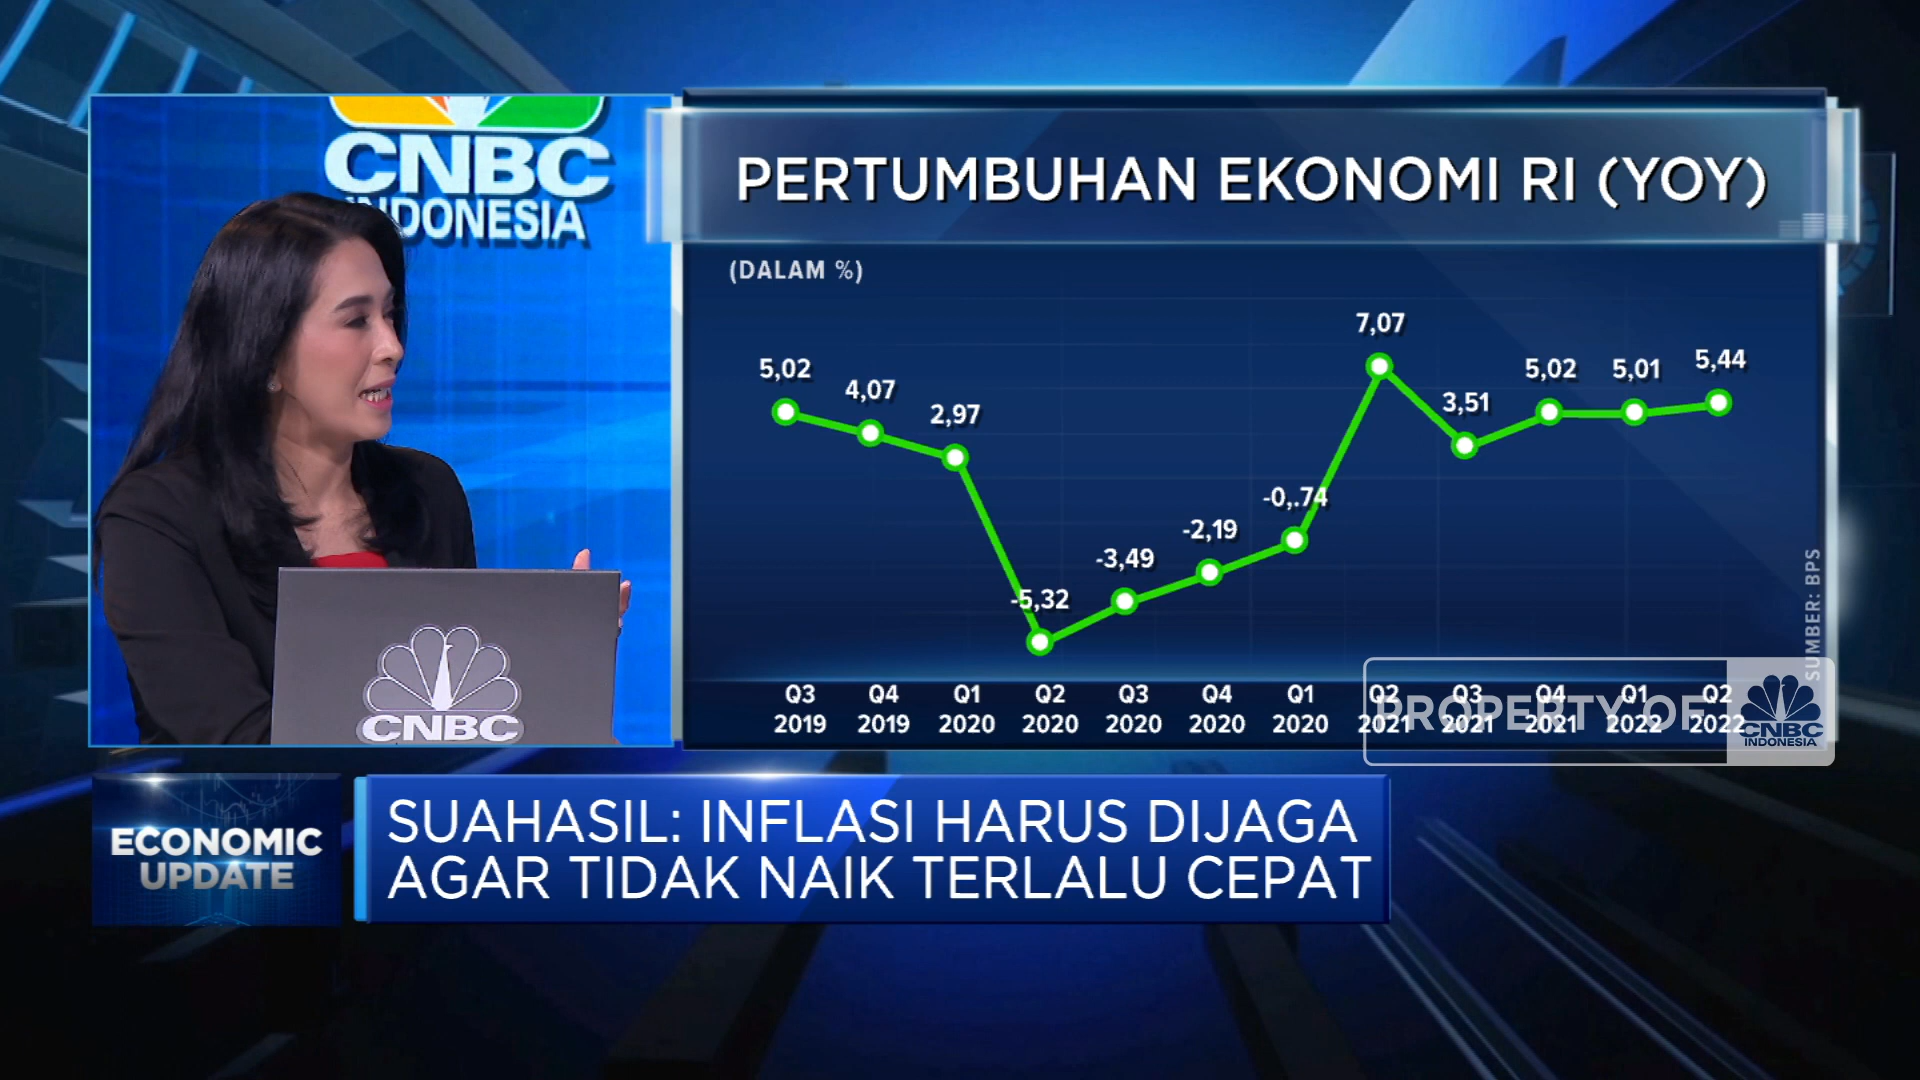 CNBC
INDONESIA
CNBC
PERTUMBUHAN EKONOMI RI (YOY)
(DALAM %)
5,02
4,07
2,97
-5,32
-3,49
-2,19
-0,.74
7,07
3,51
5,02
5,01
5,44
Q3 Q4 Q1 Q2 Q3 Q4 Q1 Q2 Q3 Q4 Q1 Q2
2019 2019 2020 2020 2020 2020 2020 2021 2021 2021 2022 2022
SUMBER: BPS
PROPERTY OF
CNBC
INDONESIA
ECONOMIC
UPDATE
SUAHASIL: INFLASI HARUS DIJAGA
AGAR TIDAK NAIK TERLALU CEPAT